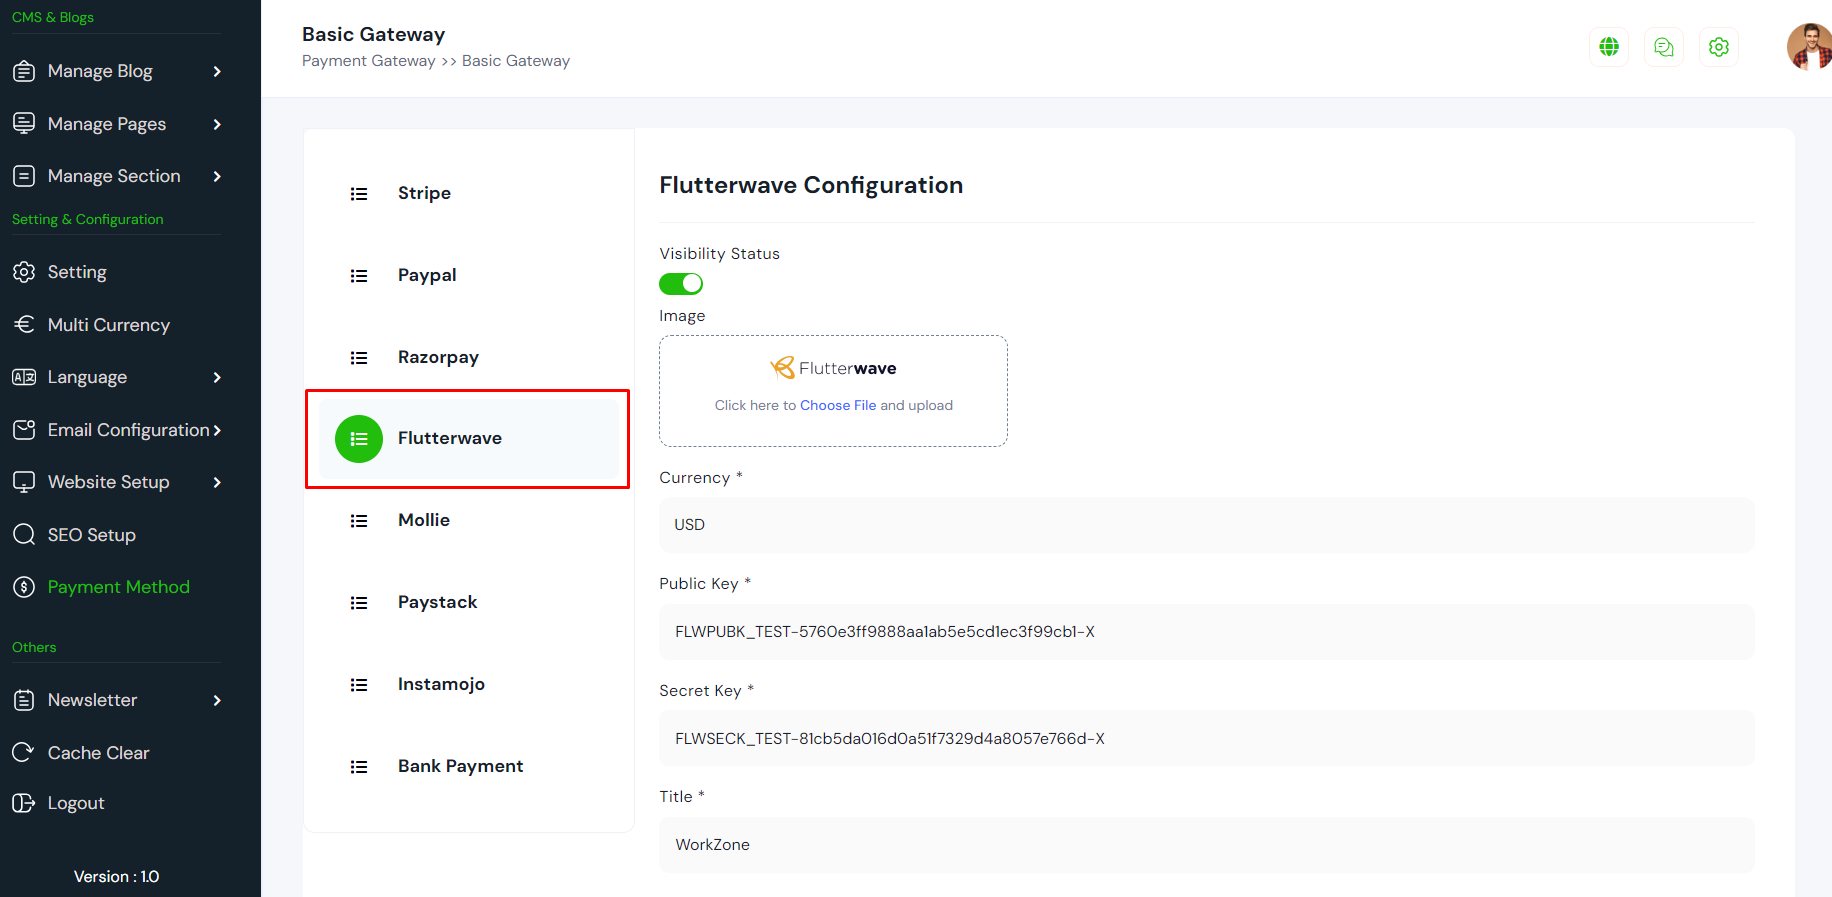 CMS & Blogs
Manage Blog
Manage Pages
Manage Section
Setting & Configuration
Setting
Multi Currency
Language
Email Configuration
Website Setup
SEO Setup
Payment Method
Others
Newsletter
Cache Clear
Logout
Version : 1.0
Basic Gateway
Payment Gateway >> Basic Gateway
Stripe
Paypal
Razorpay
Flutterwave
Mollie
Paystack
Instamojo
Bank Payment
Flutterwave Configuration
Visibility Status
Image
Flutterwave
Click here to Choose File and upload
Currency *
USD
Public Key *
FLWPUBK_TEST-5760e3ff9888aa1ab5e5cd1ec3f99cb1-X
Secret Key *
FLWSECK_TEST-81cb5da016d0a51f7329d4a8057e766d-X
Title *
WorkZone